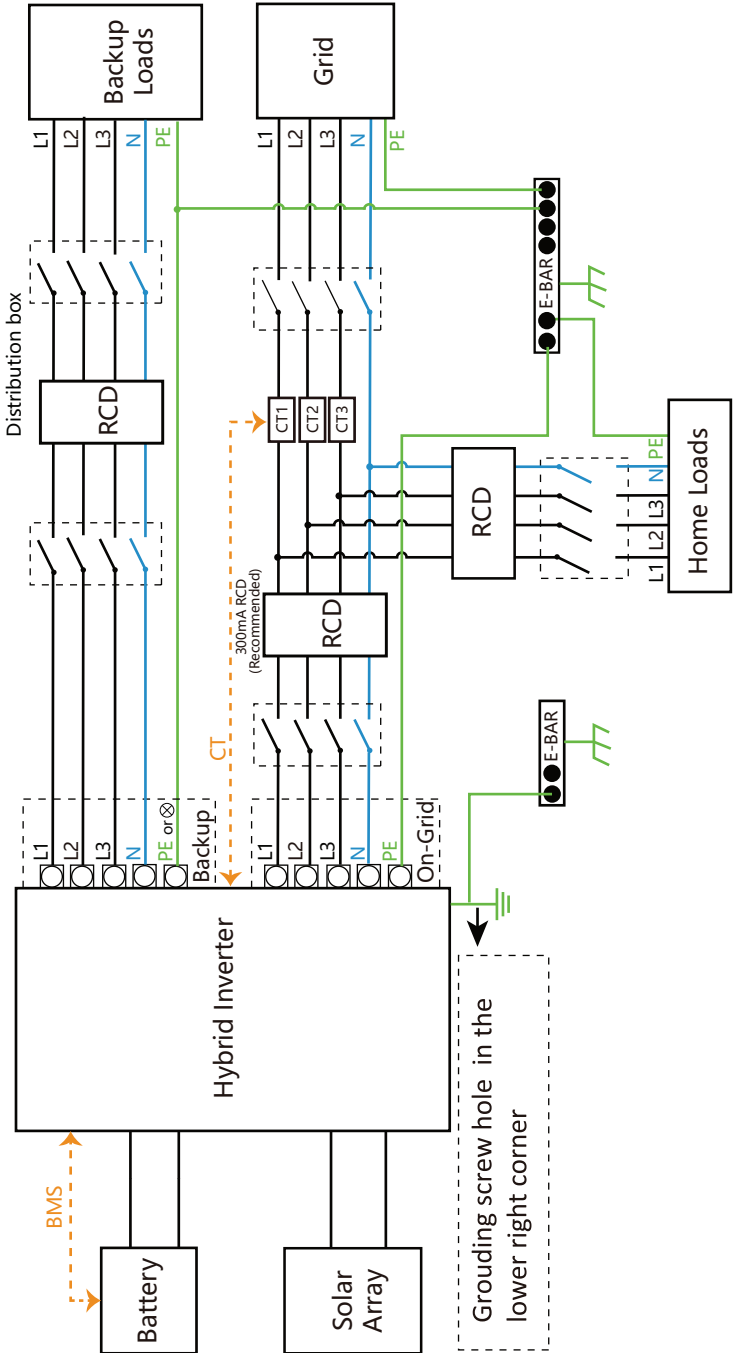 Distribution box
BMS
Battery
Solar
Array
Hybrid Inverter
L1
L2
L3
N
PE or⊗
Backup
RCD
L1
L2
L3
N
PE
Backup
Loads
CT
300mA RCD
(Recommended)
L1
L2
L3
N
PE
On-Grid
RCD
CT1
CT2
CT3
L1
L2
L3
N
PE
Grid
Grouding screw hole in the
lower right corner
E-BAR
RCD
E-BAR
L1
L2
L3
N
PE
Home Loads